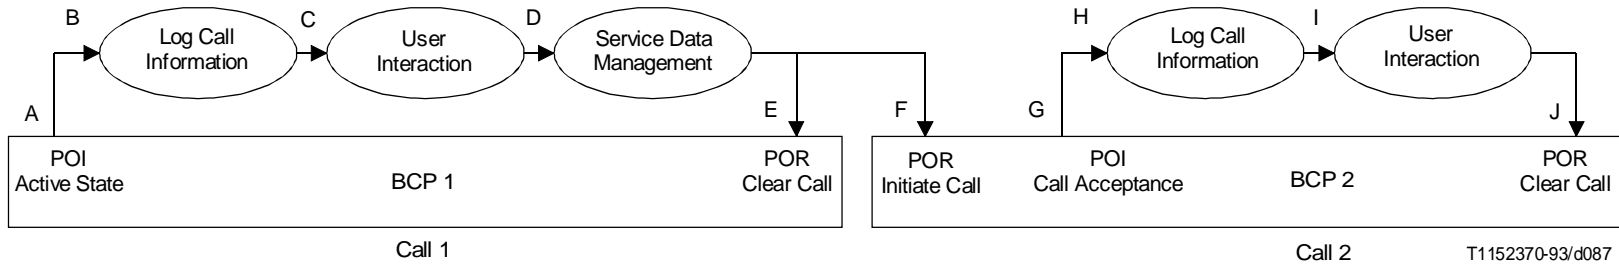 B
Log Call
Information
C
User
Interaction
D
Service Data
Management
H
Log Call
Information
I
User
Interaction
A
E
F
G
J
POI
Active State
BCP 1
POR
Clear Call
POR
Initiate Call
POI
Call Acceptance
BCP 2
POR
Clear Call
Call 1
Call 2
T1152370-93/d087